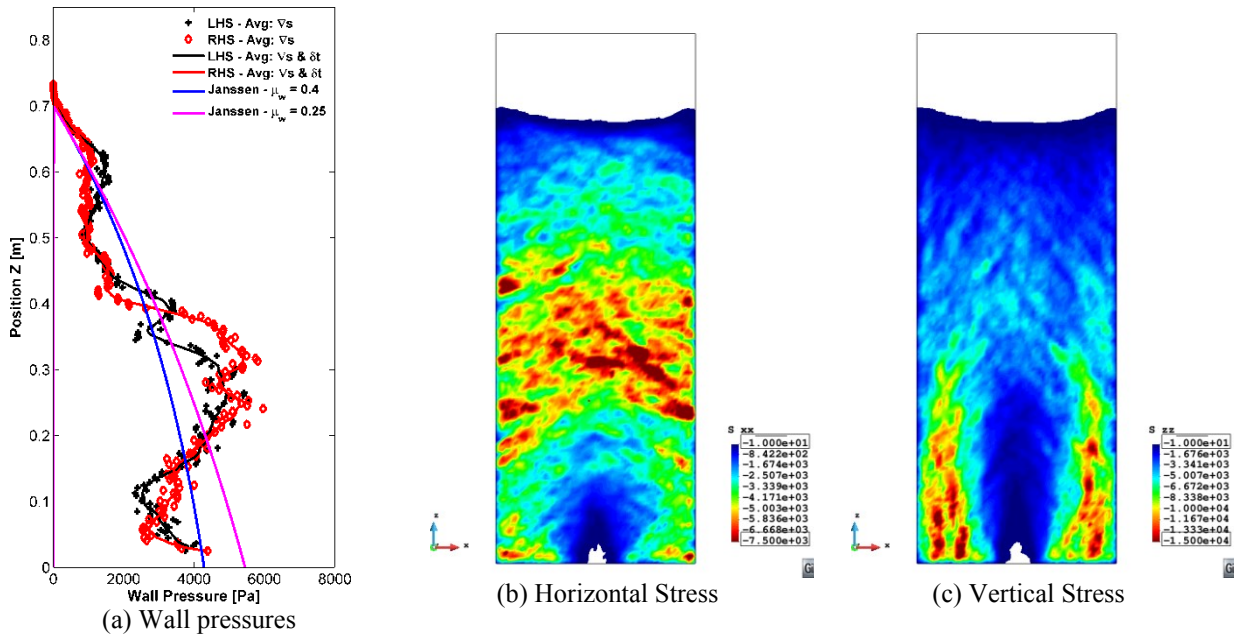 LHS - Avg: ∇s
RHS - Avg: ∇s
LHS - Avg: ∇s & δt
RHS - Avg: ∇s & δt
Janssen - μw = 0.4
Janssen - μw = 0.25
Position Z [m]
0.8
0.7
0.6
0.5
0.4
0.3
0.2
0.1
0
0 2000 4000 6000 8000
Wall Pressure [Pa]
(a) Wall pressures
S xx
-1.000e+01
-8.422e+02
-1.674e+03
-2.507e+03
-3.339e+03
-4.171e+03
-5.003e+03
-5.836e+03
-6.668e+03
-7.500e+03
z
x
Gi
(b) Horizontal Stress
S zz
-1.000e+01
-1.676e+03
-3.341e+03
-5.007e+03
-6.672e+03
-8.338e+03
-1.000e+04
-1.167e+04
-1.333e+04
-1.500e+04
z
x
Gi
(c) Vertical Stress